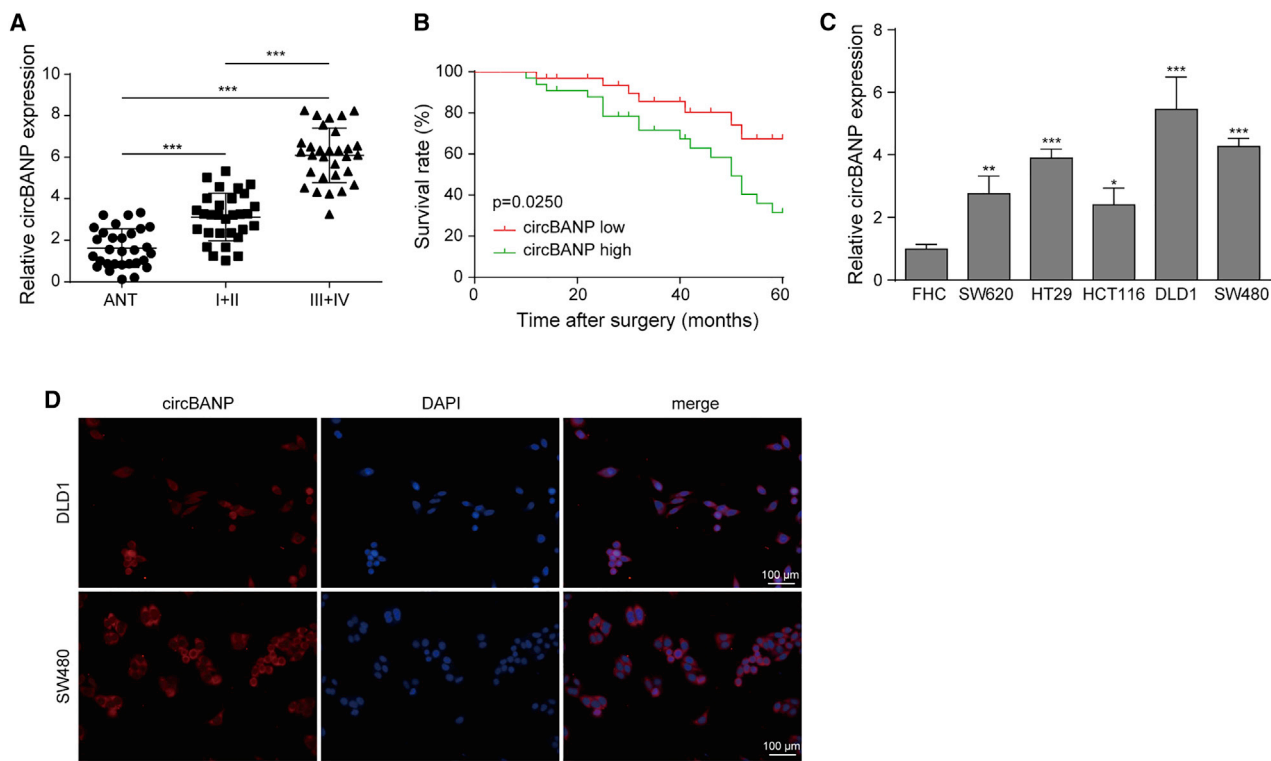 A
Relative circBANP expression
10
8
6
4
2
0
***
***
***
ANT
I+II
III+IV
B
Survival rate (%)
100
80
60
40
20
0
p=0.0250
circBANP low
circBANP high
0
20
40
60
Time after surgery (months)
C
Relative circBANP expression
8
6
4
2
0
**
***
*
***
***
FHC
SW620
HT29
HCT116
DLD1
SW480
D
circBANP
DAPI
merge
DLD1
100 µm
SW480
100 µm